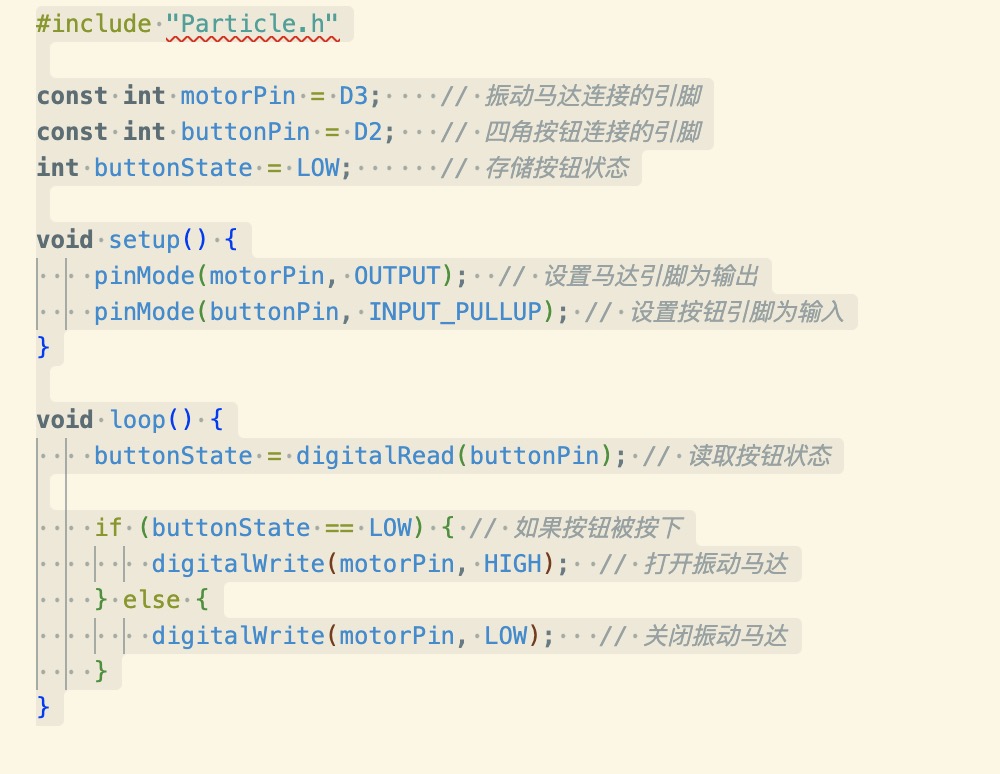 #include "Particle.h"
const int motorPin = D3;    // 振动马达连接的引脚
const int buttonPin = D2;   // 四角按钮连接的引脚
int buttonState = LOW;      // 存储按钮状态
void setup() {
    pinMode(motorPin, OUTPUT);  // 设置马达引脚为输出
    pinMode(buttonPin, INPUT_PULLUP); // 设置按钮引脚为输入
}
void loop() {
    buttonState = digitalRead(buttonPin); // 读取按钮状态
    if (buttonState == LOW) { // 如果按钮被按下
        digitalWrite(motorPin, HIGH);  // 打开振动马达
    } else {
        digitalWrite(motorPin, LOW);   // 关闭振动马达
    }
}